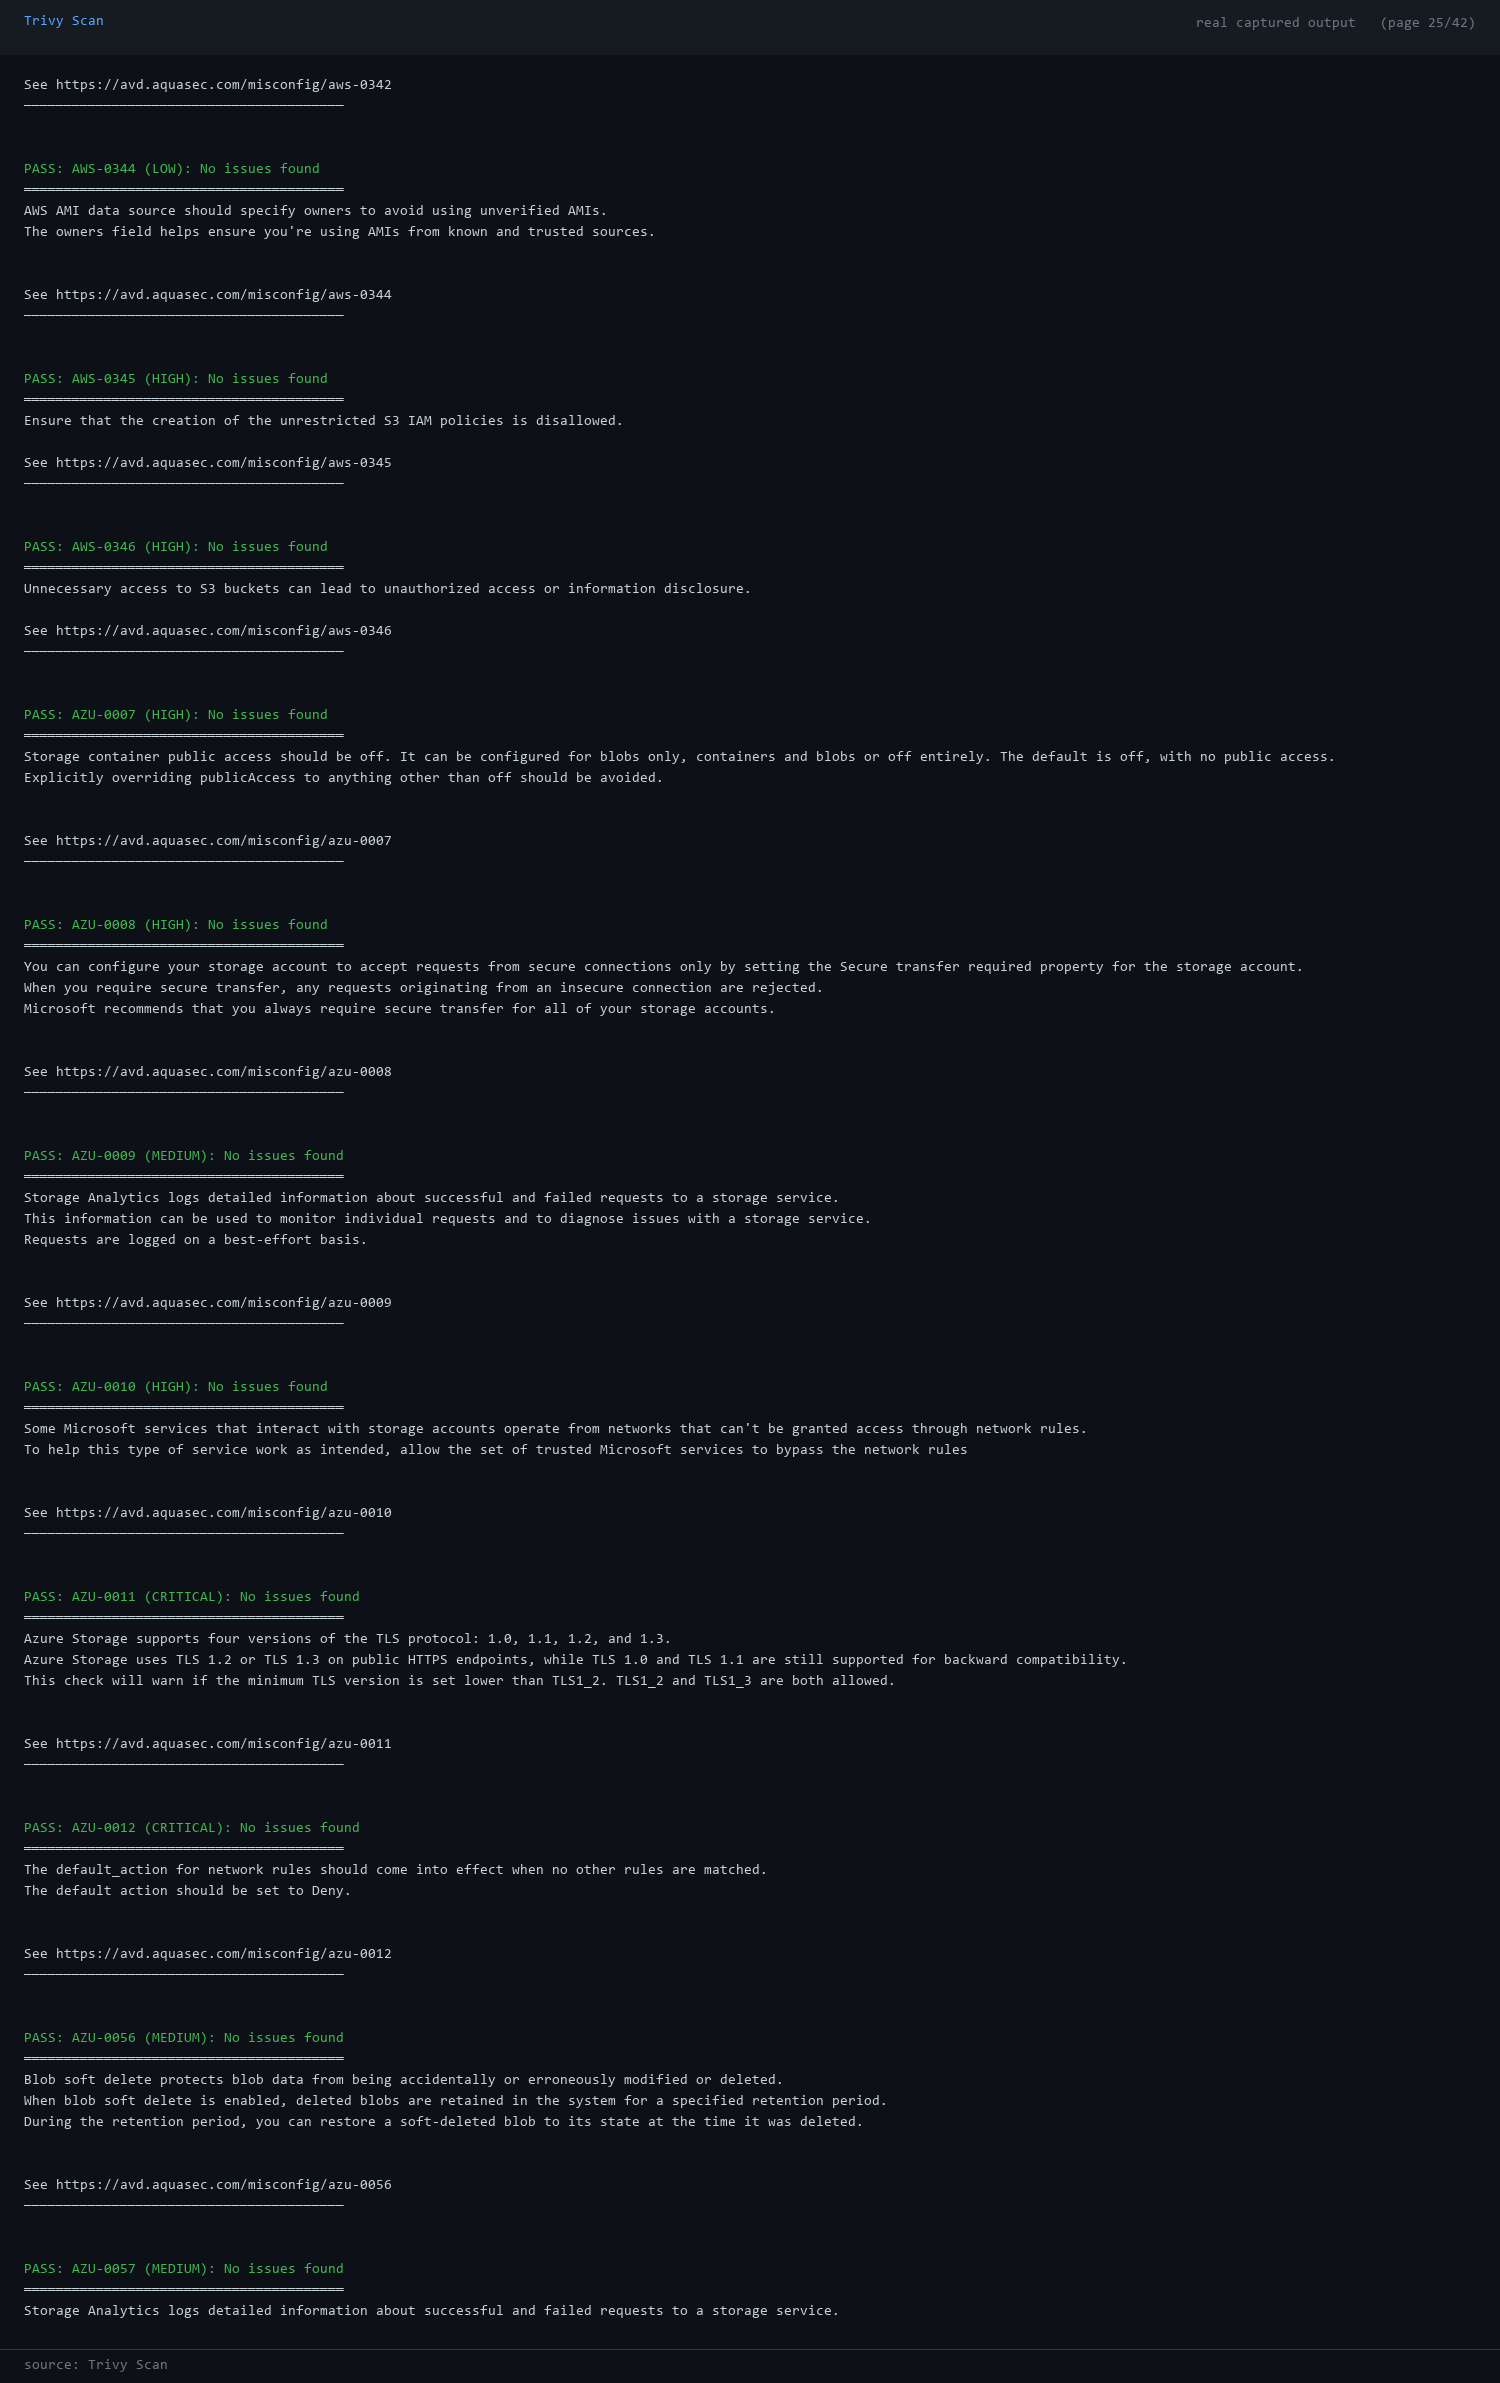 Trivy Scan
real captured output   (page 25/42)
See https://avd.aquasec.com/misconfig/aws-0342
────────────────────────────────────────
PASS: AWS-0344 (LOW): No issues found
════════════════════════════════════════
AWS AMI data source should specify owners to avoid using unverified AMIs.
The owners field helps ensure you're using AMIs from known and trusted sources.
See https://avd.aquasec.com/misconfig/aws-0344
────────────────────────────────────────
PASS: AWS-0345 (HIGH): No issues found
════════════════════════════════════════
Ensure that the creation of the unrestricted S3 IAM policies is disallowed.
See https://avd.aquasec.com/misconfig/aws-0345
────────────────────────────────────────
PASS: AWS-0346 (HIGH): No issues found
════════════════════════════════════════
Unnecessary access to S3 buckets can lead to unauthorized access or information disclosure.
See https://avd.aquasec.com/misconfig/aws-0346
────────────────────────────────────────
PASS: AZU-0007 (HIGH): No issues found
════════════════════════════════════════
Storage container public access should be off. It can be configured for blobs only, containers and blobs or off entirely. The default is off, with no public access.
Explicitly overriding publicAccess to anything other than off should be avoided.
See https://avd.aquasec.com/misconfig/azu-0007
────────────────────────────────────────
PASS: AZU-0008 (HIGH): No issues found
════════════════════════════════════════
You can configure your storage account to accept requests from secure connections only by setting the Secure transfer required property for the storage account.
When you require secure transfer, any requests originating from an insecure connection are rejected.
Microsoft recommends that you always require secure transfer for all of your storage accounts.
See https://avd.aquasec.com/misconfig/azu-0008
────────────────────────────────────────
PASS: AZU-0009 (MEDIUM): No issues found
════════════════════════════════════════
Storage Analytics logs detailed information about successful and failed requests to a storage service.
This information can be used to monitor individual requests and to diagnose issues with a storage service.
Requests are logged on a best-effort basis.
See https://avd.aquasec.com/misconfig/azu-0009
────────────────────────────────────────
PASS: AZU-0010 (HIGH): No issues found
════════════════════════════════════════
Some Microsoft services that interact with storage accounts operate from networks that can't be granted access through network rules.
To help this type of service work as intended, allow the set of trusted Microsoft services to bypass the network rules
See https://avd.aquasec.com/misconfig/azu-0010
────────────────────────────────────────
PASS: AZU-0011 (CRITICAL): No issues found
════════════════════════════════════════
Azure Storage supports four versions of the TLS protocol: 1.0, 1.1, 1.2, and 1.3.
Azure Storage uses TLS 1.2 or TLS 1.3 on public HTTPS endpoints, while TLS 1.0 and TLS 1.1 are still supported for backward compatibility.
This check will warn if the minimum TLS version is set lower than TLS1_2. TLS1_2 and TLS1_3 are both allowed.
See https://avd.aquasec.com/misconfig/azu-0011
────────────────────────────────────────
PASS: AZU-0012 (CRITICAL): No issues found
════════════════════════════════════════
The default_action for network rules should come into effect when no other rules are matched.
The default action should be set to Deny.
See https://avd.aquasec.com/misconfig/azu-0012
────────────────────────────────────────
PASS: AZU-0056 (MEDIUM): No issues found
════════════════════════════════════════
Blob soft delete protects blob data from being accidentally or erroneously modified or deleted.
When blob soft delete is enabled, deleted blobs are retained in the system for a specified retention period.
During the retention period, you can restore a soft-deleted blob to its state at the time it was deleted.
See https://avd.aquasec.com/misconfig/azu-0056
────────────────────────────────────────
PASS: AZU-0057 (MEDIUM): No issues found
════════════════════════════════════════
Storage Analytics logs detailed information about successful and failed requests to a storage service.
source: Trivy Scan